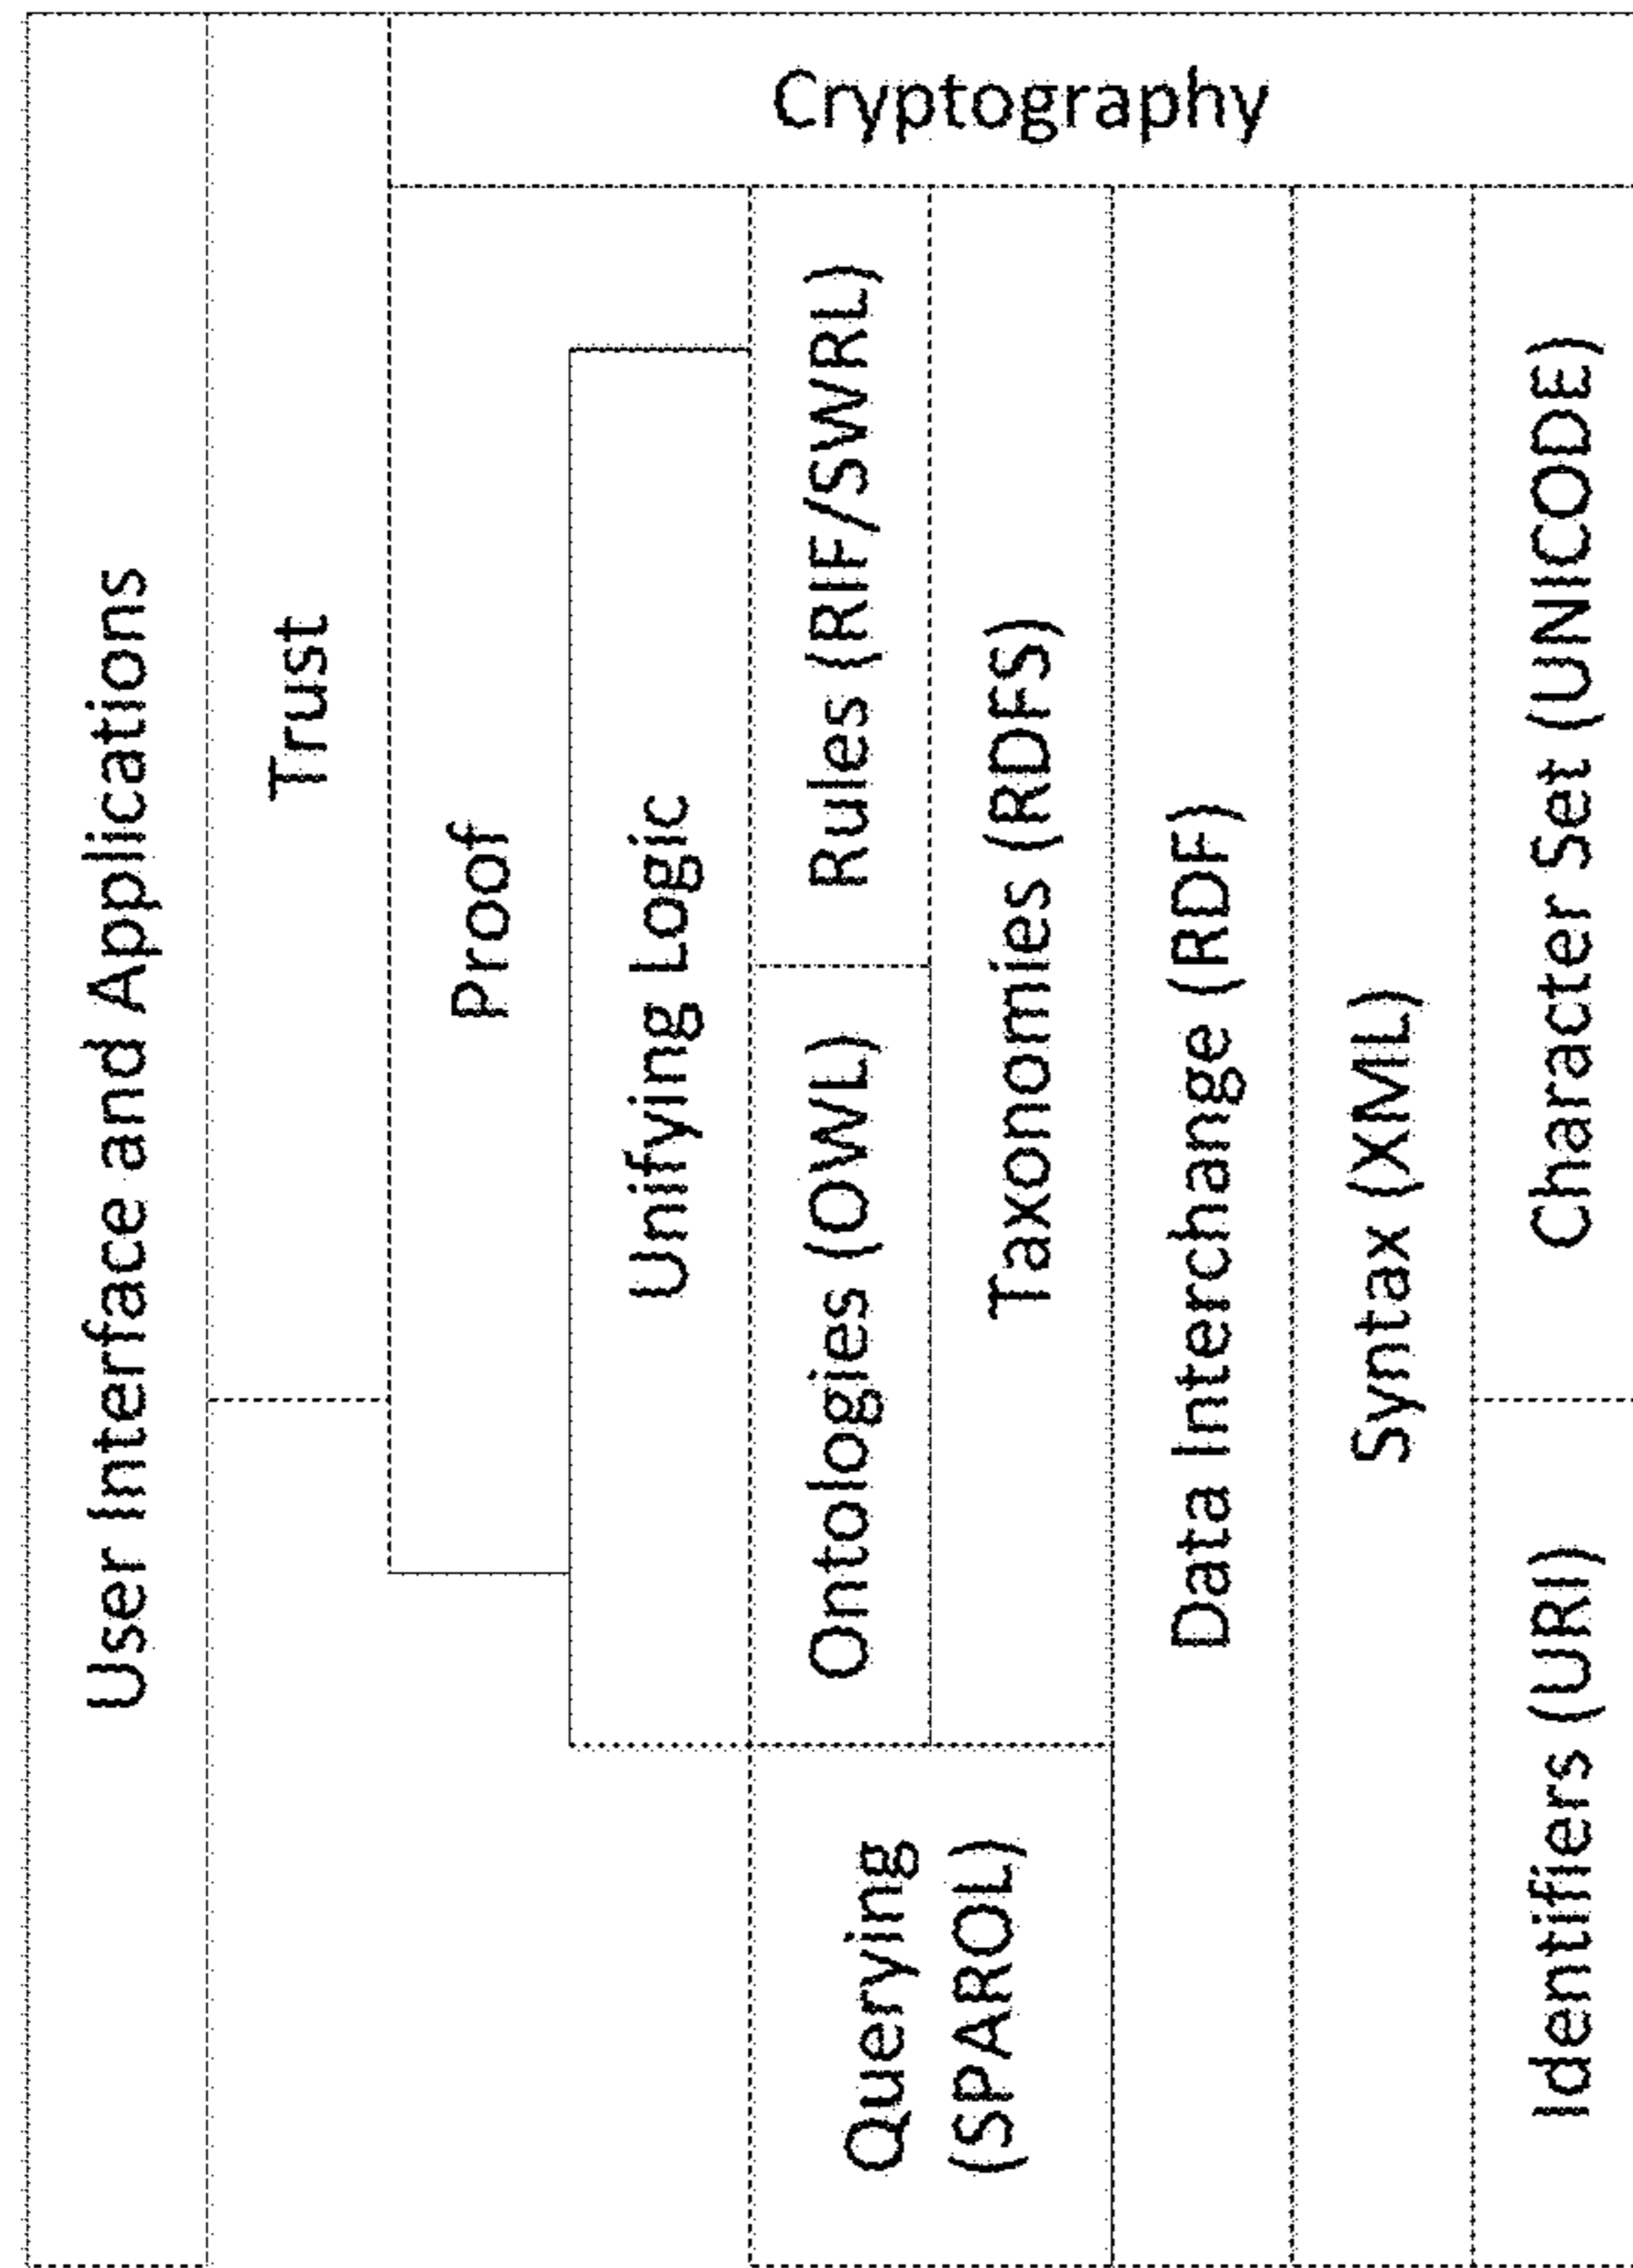 User Interface and Applications
Trust
Proof
Unifying Logic
Ontologies (OWL)
Rules (RIF/SWRL)
Querying
(SPAROL)
Taxonomies (RDFS)
Data Interchange (RDF)
Syntax (XML)
Identifiers (URI)
Character Set (UNICODE)
Cryptography